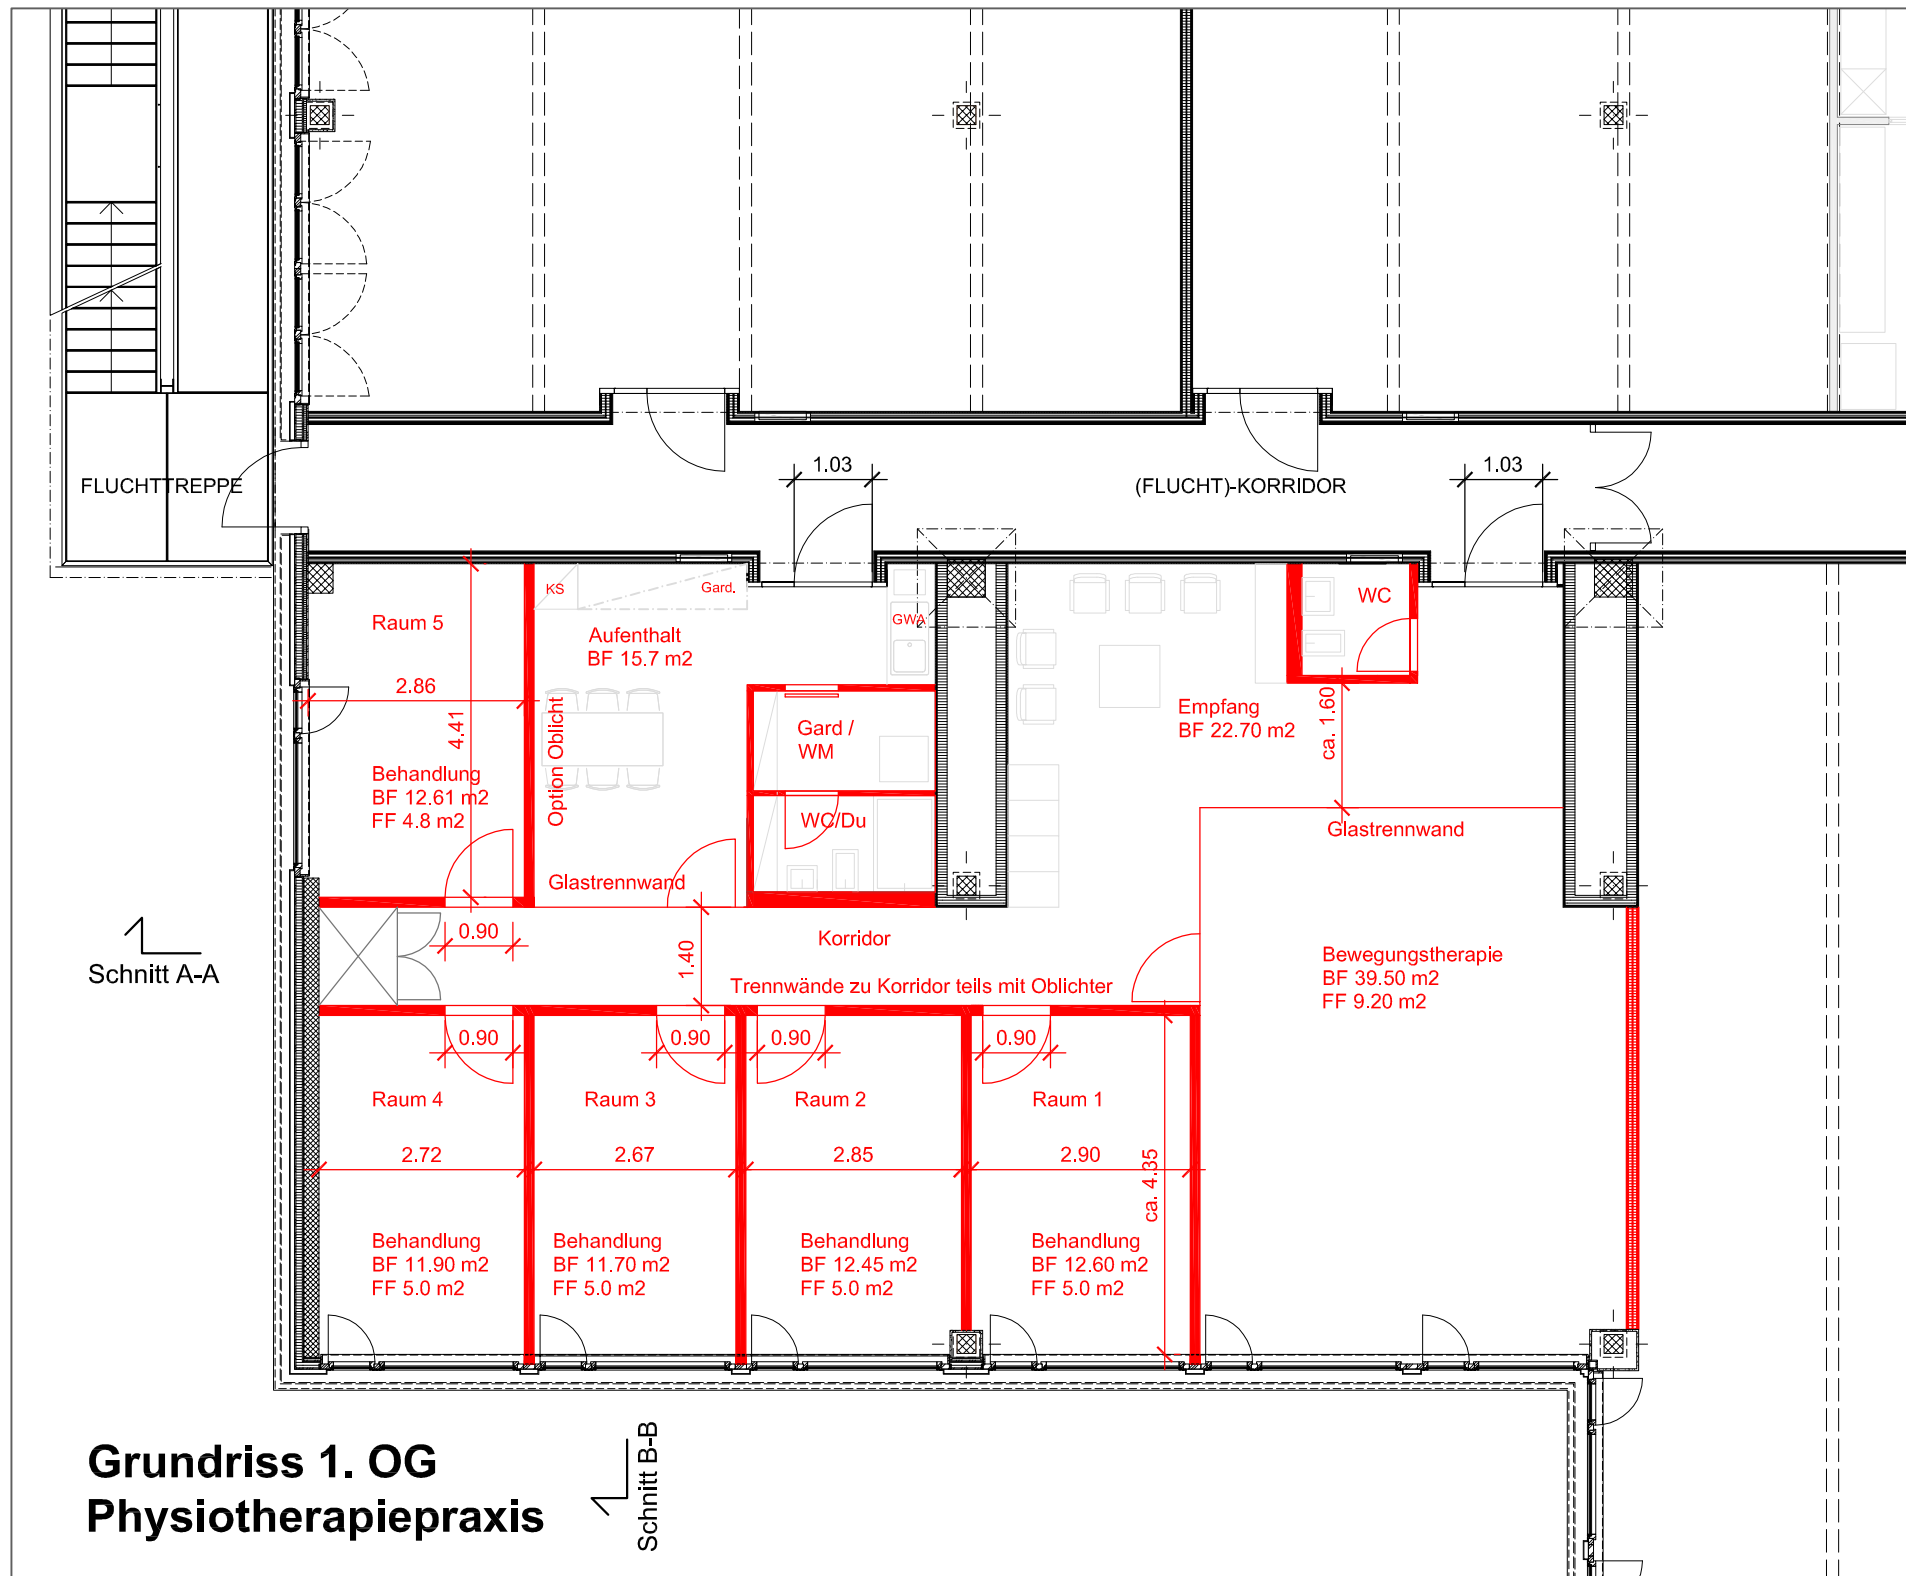 FLUCHTTREPPE
1.03
(FLUCHT)-KORRIDOR
1.03
Raum 5
2.86
4.41
Behandlung
BF 12.61 m2
FF 4.8 m2
KS
Gard.
Aufenthalt
BF 15.7 m2
GWA
Option Oblicht
Gard /
WM
WC/Du
Glastrennwand
WC
Empfang
BF 22.70 m2
ca. 1.60
Glastrennwand
0.90
1.40
Korridor
Trennwände zu Korridor teils mit Oblichter
Bewegungstherapie
BF 39.50 m2
FF 9.20 m2
Schnitt A-A
0.90
0.90
0.90
0.90
Raum 4
Raum 3
Raum 2
Raum 1
2.72
2.67
2.85
2.90
ca. 4.35
Behandlung
BF 11.90 m2
FF 5.0 m2
Behandlung
BF 11.70 m2
FF 5.0 m2
Behandlung
BF 12.45 m2
FF 5.0 m2
Behandlung
BF 12.60 m2
FF 5.0 m2
Grundriss 1. OG
Physiotherapiepraxis
Schnitt B-B